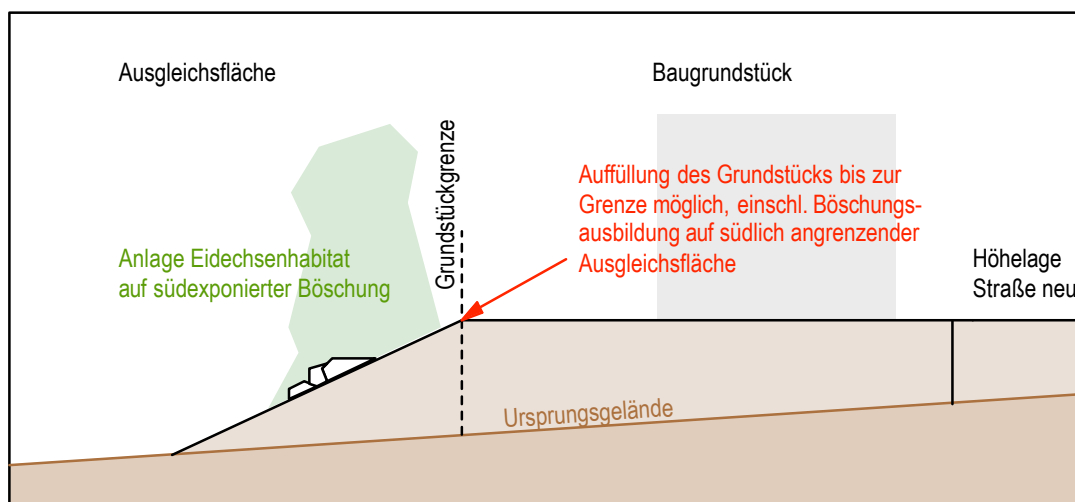 Ausgleichsfläche
Baugrundstück
Grundstückgrenze
Auffüllung des Grundstücks bis zur
Grenze möglich, einschl. Böschungs-
ausbildung auf südlich angrenzender
Ausgleichsfläche
Anlage Eidechsenhabitat
auf südexponierter Böschung
Höhelage
Straße neu
Ursprungsgelände